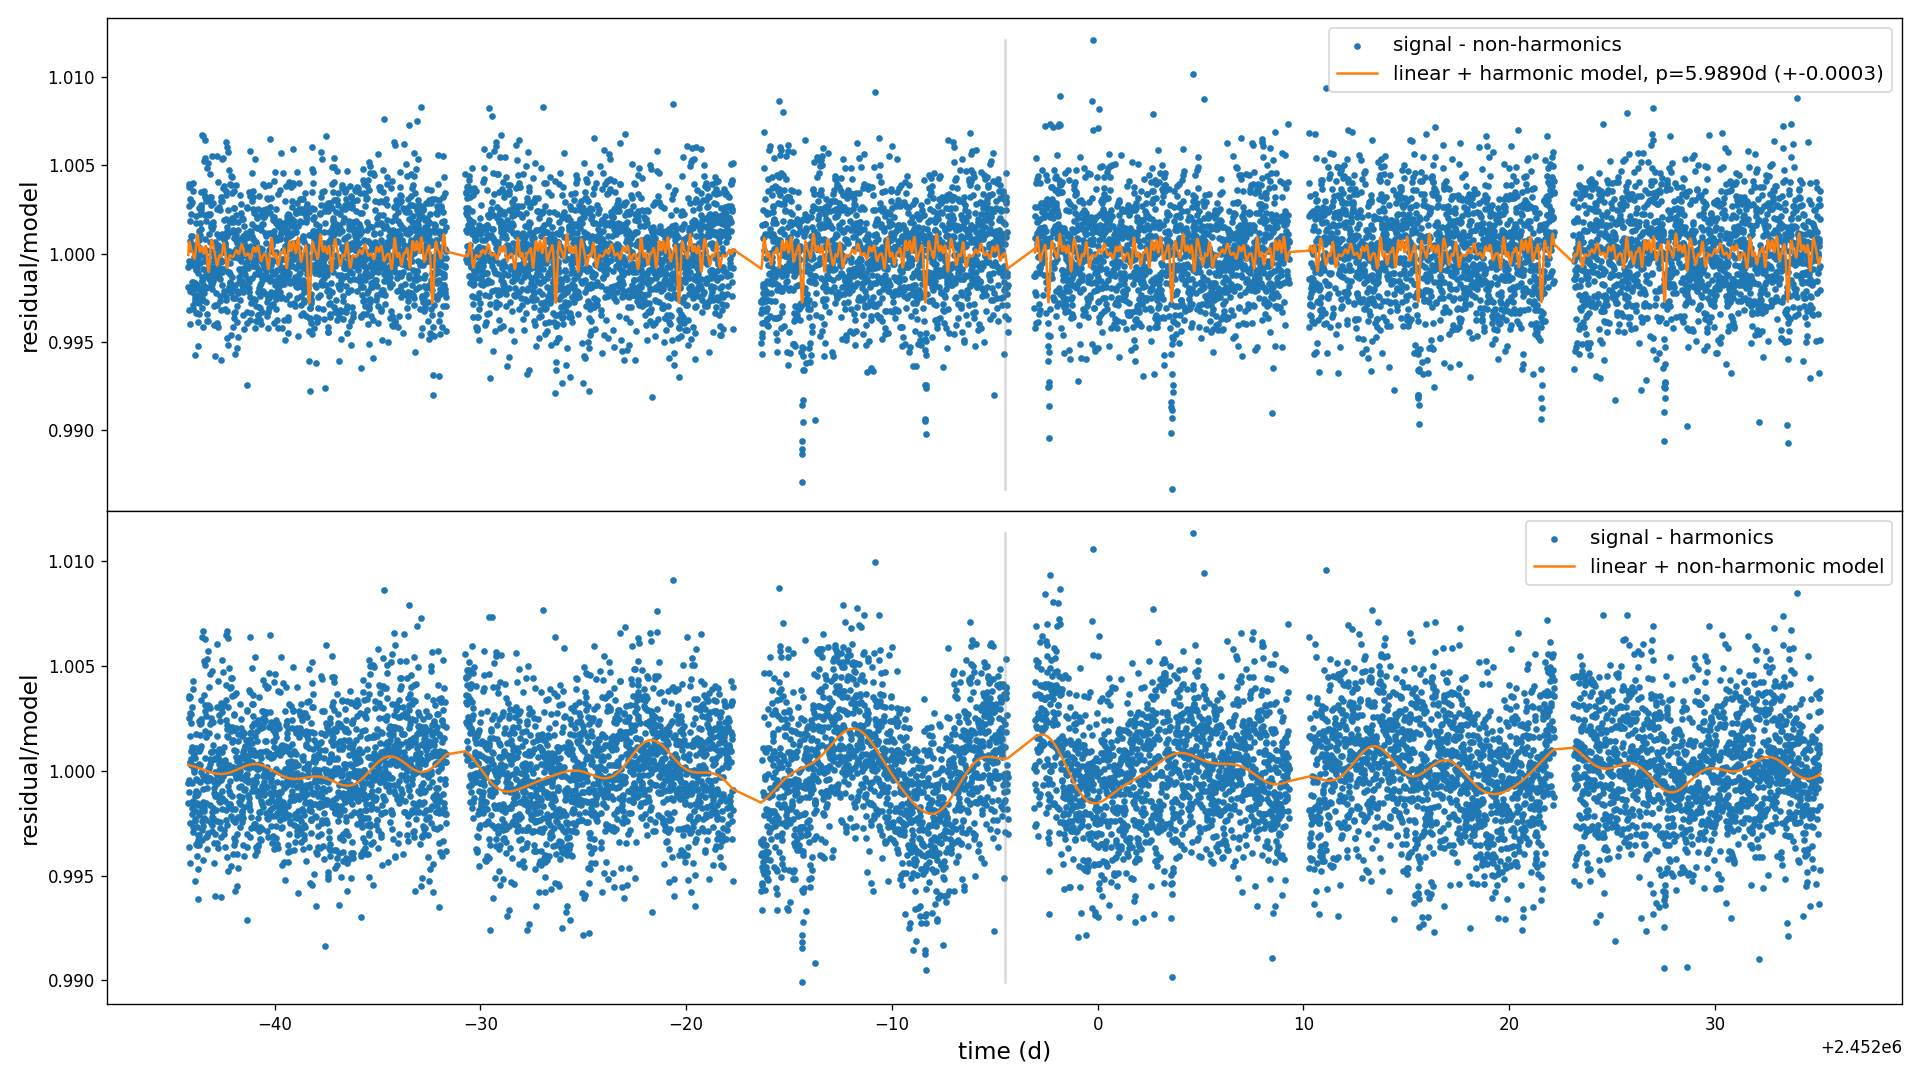 signal - non-harmonics
linear + harmonic model, p=5.9890d (+-0.0003)
1.010
1.005
1.000
0.995
0.990
residual/model
signal - harmonics
linear + non-harmonic model
1.010
1.005
1.000
0.995
0.990
residual/model
−40 −30 −20 −10 0 10 20 30
time (d)
+2.452e6